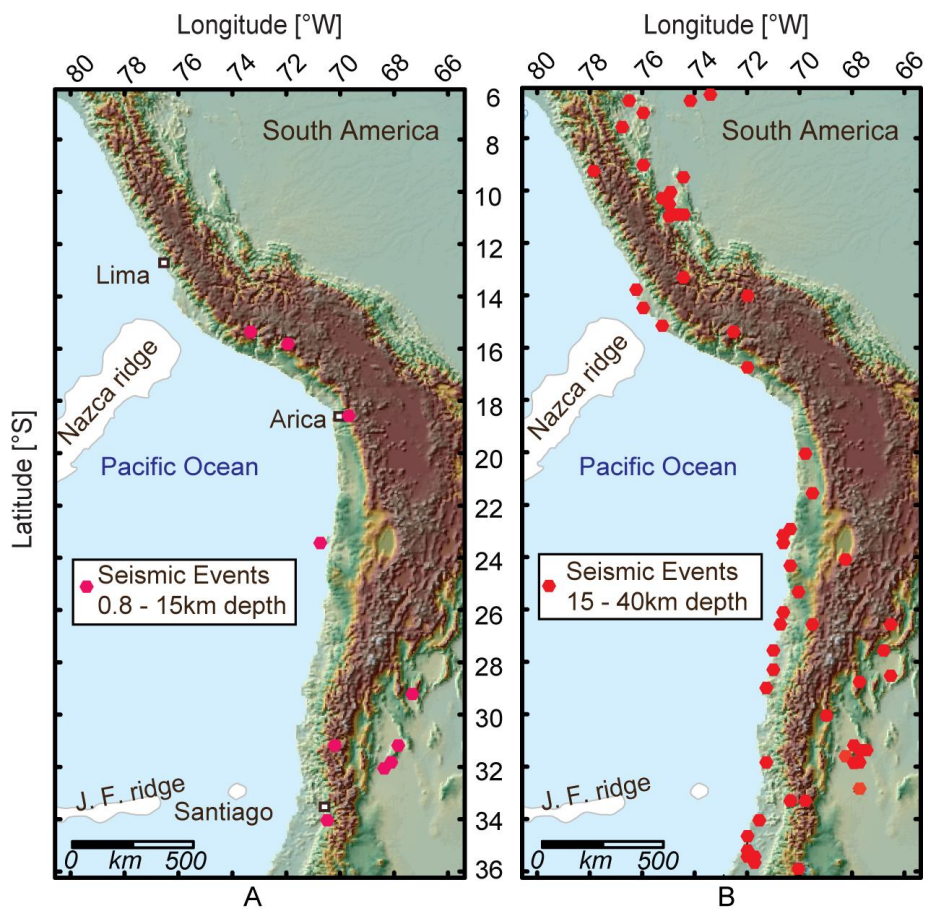 Longitude [°W]
80 78 76 74 72 70 68 66
South America
Lima
Nazca ridge
Arica
Pacific Ocean
Seismic Events
0.8 - 15km depth
J. F. ridge
Santiago
0 km 500
A
Latitude [°S]
6
8
10
12
14
16
18
20
22
24
26
28
30
32
34
36
Longitude [°W]
80 78 76 74 72 70 68 66
South America
Nazca ridge
Pacific Ocean
Seismic Events
15 - 40km depth
J. F. ridge
0 km 500
B